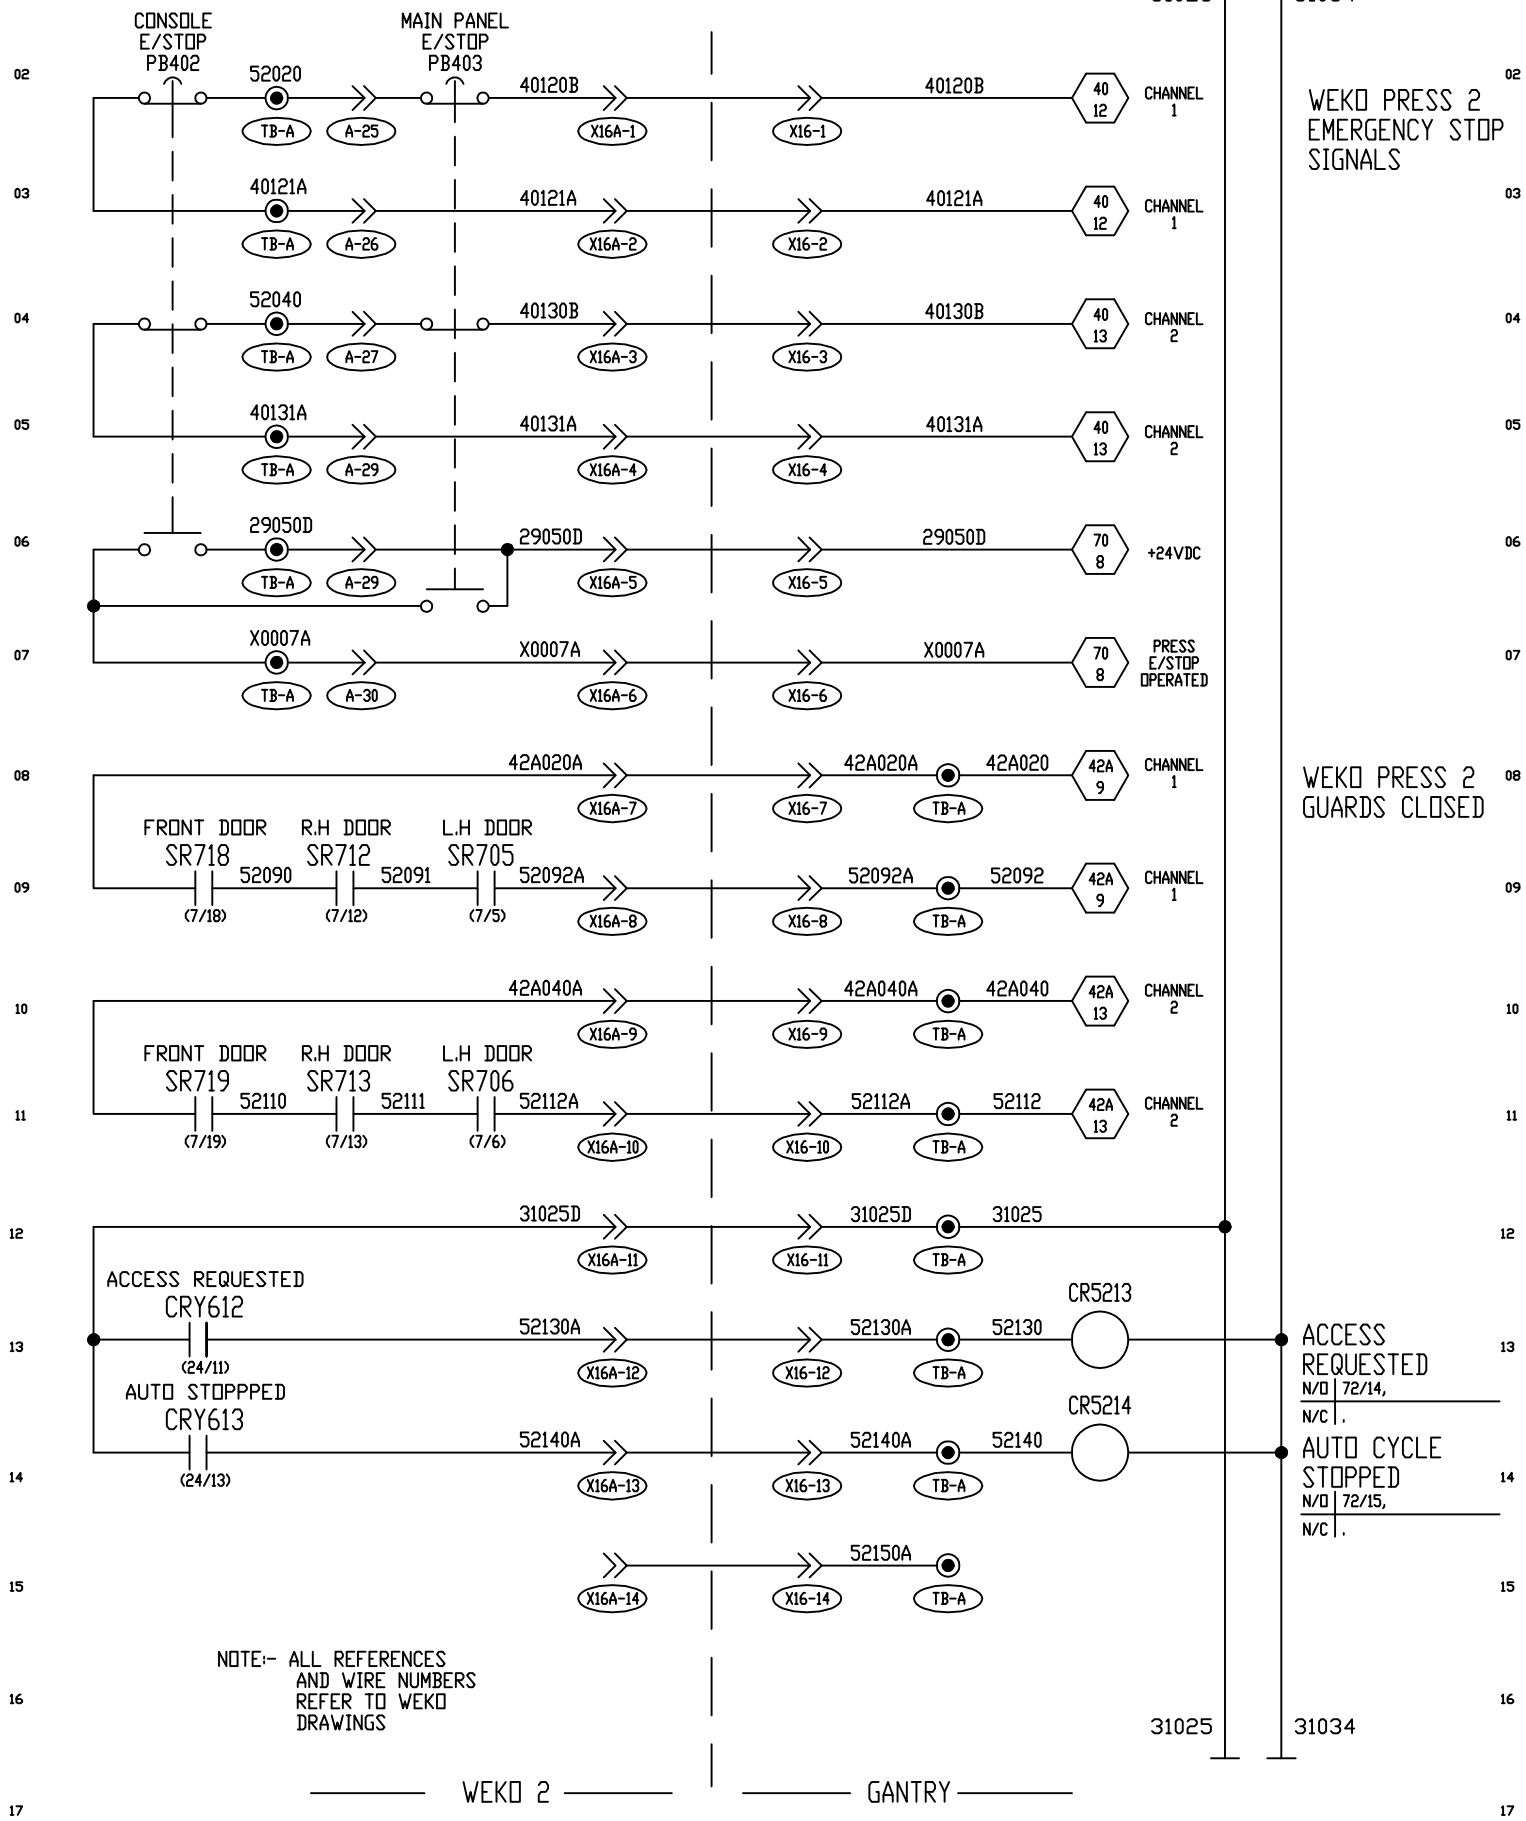 CONSOLE
E/STOP
PB402
MAIN PANEL
E/STOP
PB403
02
52020
40120B
40120B
40
12
CHANNEL
1
02
TB-A
A-25
X16A-1
X16-1
WEKO PRESS 2
EMERGENCY STOP
SIGNALS
03
40121A
40121A
40121A
40
12
CHANNEL
1
03
TB-A
A-26
X16A-2
X16-2
04
52040
40130B
40130B
40
13
CHANNEL
2
04
TB-A
A-27
X16A-3
X16-3
05
40131A
40131A
40131A
40
13
CHANNEL
2
05
TB-A
A-29
X16A-4
X16-4
06
29050D
29050D
29050D
70
8
+24VDC
06
TB-A
A-29
X16A-5
X16-5
07
X0007A
X0007A
X0007A
70
8
PRESS
E/STOP
OPERATED
07
TB-A
A-30
X16A-6
X16-6
08
42A020A
42A020A
42A020
42A
9
CHANNEL
1
WEKO PRESS 2
GUARDS CLOSED
08
X16A-7
X16-7
TB-A
FRONT DOOR
SR718
R.H DOOR
SR712
L.H DOOR
SR705
09
52090
52091
52092A
52092A
52092
42A
9
CHANNEL
1
09
(7/18)
(7/12)
(7/5)
X16A-8
X16-8
TB-A
10
42A040A
42A040A
42A040
42A
13
CHANNEL
2
10
X16A-9
X16-9
TB-A
FRONT DOOR
SR719
R.H DOOR
SR713
L.H DOOR
SR706
11
52110
52111
52112A
52112A
52112
42A
13
CHANNEL
2
11
(7/19)
(7/13)
(7/6)
X16A-10
X16-10
TB-A
12
31025D
31025D
31025
12
X16A-11
X16-11
TB-A
ACCESS REQUESTED
CRY612
CR5213
13
52130A
52130A
52130
ACCESS
REQUESTED
13
(24/11)
X16A-12
X16-12
TB-A
N/O 72/14,
N/C .
AUTO STOPPPED
CRY613
CR5214
52140A
52140A
52140
AUTO CYCLE
STOPPED
14
(24/13)
X16A-13
X16-13
TB-A
14
N/O 72/15,
N/C .
52150A
15
X16A-14
X16-14
TB-A
15
NOTE:- ALL REFERENCES
AND WIRE NUMBERS
REFER TO WEKO
DRAWINGS
16
31025
31034
16
WEKO 2
GANTRY
17
17